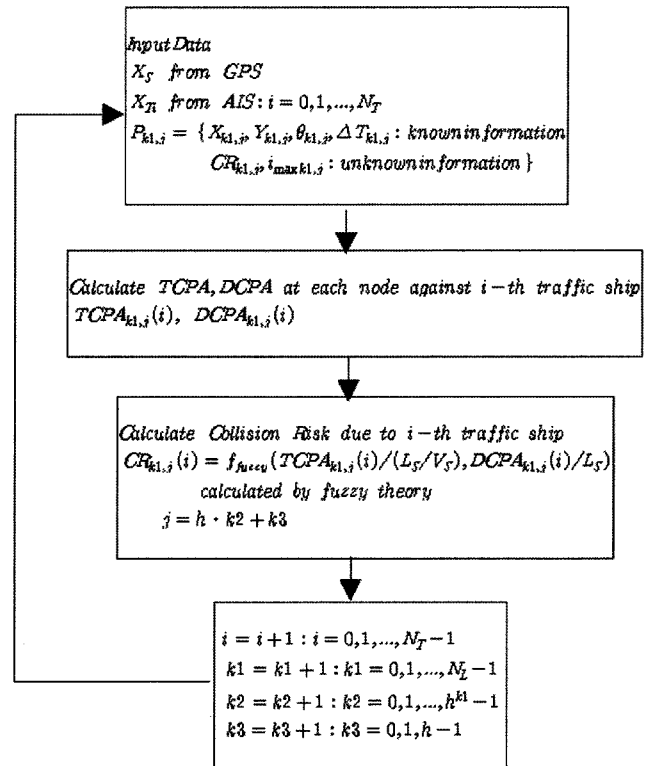 Input Data
X_S from GPS
X_Ti from AIS : i = 0,1,...,N_T
P_k1,j = { X_k1,j, Y_k1,j, θ_k1,j, Δ T_k1,j : known information
CR_k1,j, i_max k1,j : unknown information }
Calculate TCPA, DCPA at each node against i−th traffic ship
TCPA_k1,j(i), DCPA_k1,j(i)
Calculate Collision Risk due to i−th traffic ship
CR_k1,j(i) = f_fuzzy(TCPA_k1,j(i)/(L_S/V_S), DCPA_k1,j(i)/L_S)
calculated by fuzzy theory
j = h · k2 + k3
i = i+1 : i = 0,1,...,N_T−1
k1 = k1+1 : k1 = 0,1,...,N_L−1
k2 = k2+1 : k2 = 0,1,...,h^k1−1
k3 = k3+1 : k3 = 0,1,h−1